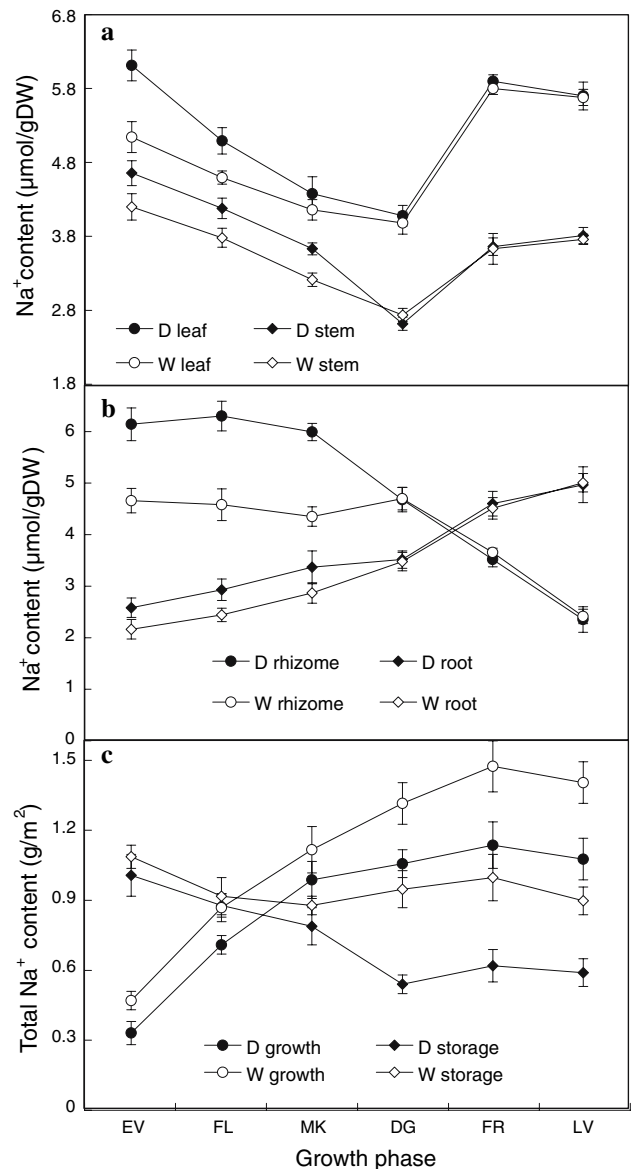 a
6.8
5.8
4.8
3.8
2.8
1.8
Na⁺content (μmol/gDW)
D leaf
D stem
W leaf
W stem
b
6
5
4
3
2
1
0
Na⁺content (μmol/gDW)
D rhizome
D root
W rhizome
W root
c
1.5
1.2
0.9
0.6
0.3
0
Total Na⁺ content (g/m²)
D growth
D storage
W growth
W storage
EV FL MK DG FR LV
Growth phase